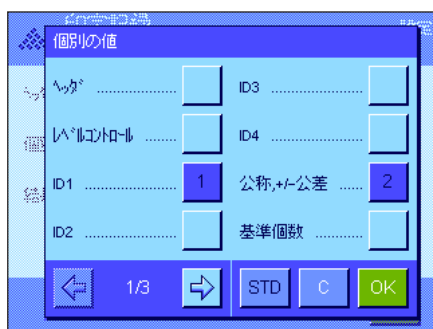 個別の値
ヘッダ ..................
ID3 .....................
レベルコントロール .......
ID4 .....................
ID1 ..................... 1
公称,+/-公差 ..... 2
ID2 .....................
基準個数 ............
1/3
STD
C
OK